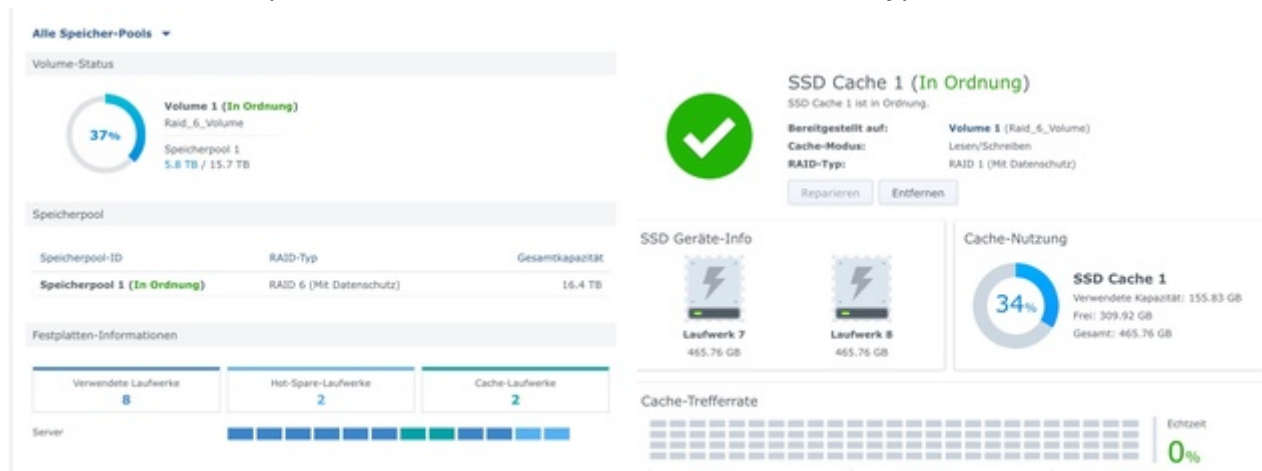 Alle Speicher-Pools
Volume-Status
37%
Volume 1 (In Ordnung)
Raid_6_Volume
Speicherpool 1
5.8 TB / 15.7 TB
Speicherpool
Speicherpool-ID RAID-Typ Gesamtkapazität
Speicherpool 1 (In Ordnung) RAID 6 (Mit Datenschutz) 16.4 TB
Festplatten-Informationen
Verwendete Laufwerke Hot-Spare-Laufwerke Cache-Laufwerke
8 2 2
Server
SSD Cache 1 (In Ordnung)
SSD Cache 1 ist in Ordnung.
Bereitgestellt auf: Volume 1 (Raid_6_Volume)
Cache-Modus: Lesen/Schreiben
RAID-Typ: RAID 1 (Mit Datenschutz)
Reparieren Entfernen
SSD Geräte-Info
Laufwerk 7 Laufwerk 8
465.76 GB 465.76 GB
Cache-Nutzung
34%
SSD Cache 1
Verwendete Kapazität: 155.83 GB
Frei: 309.92 GB
Gesamt: 465.76 GB
Cache-Trefferrate
Echtzeit
0%